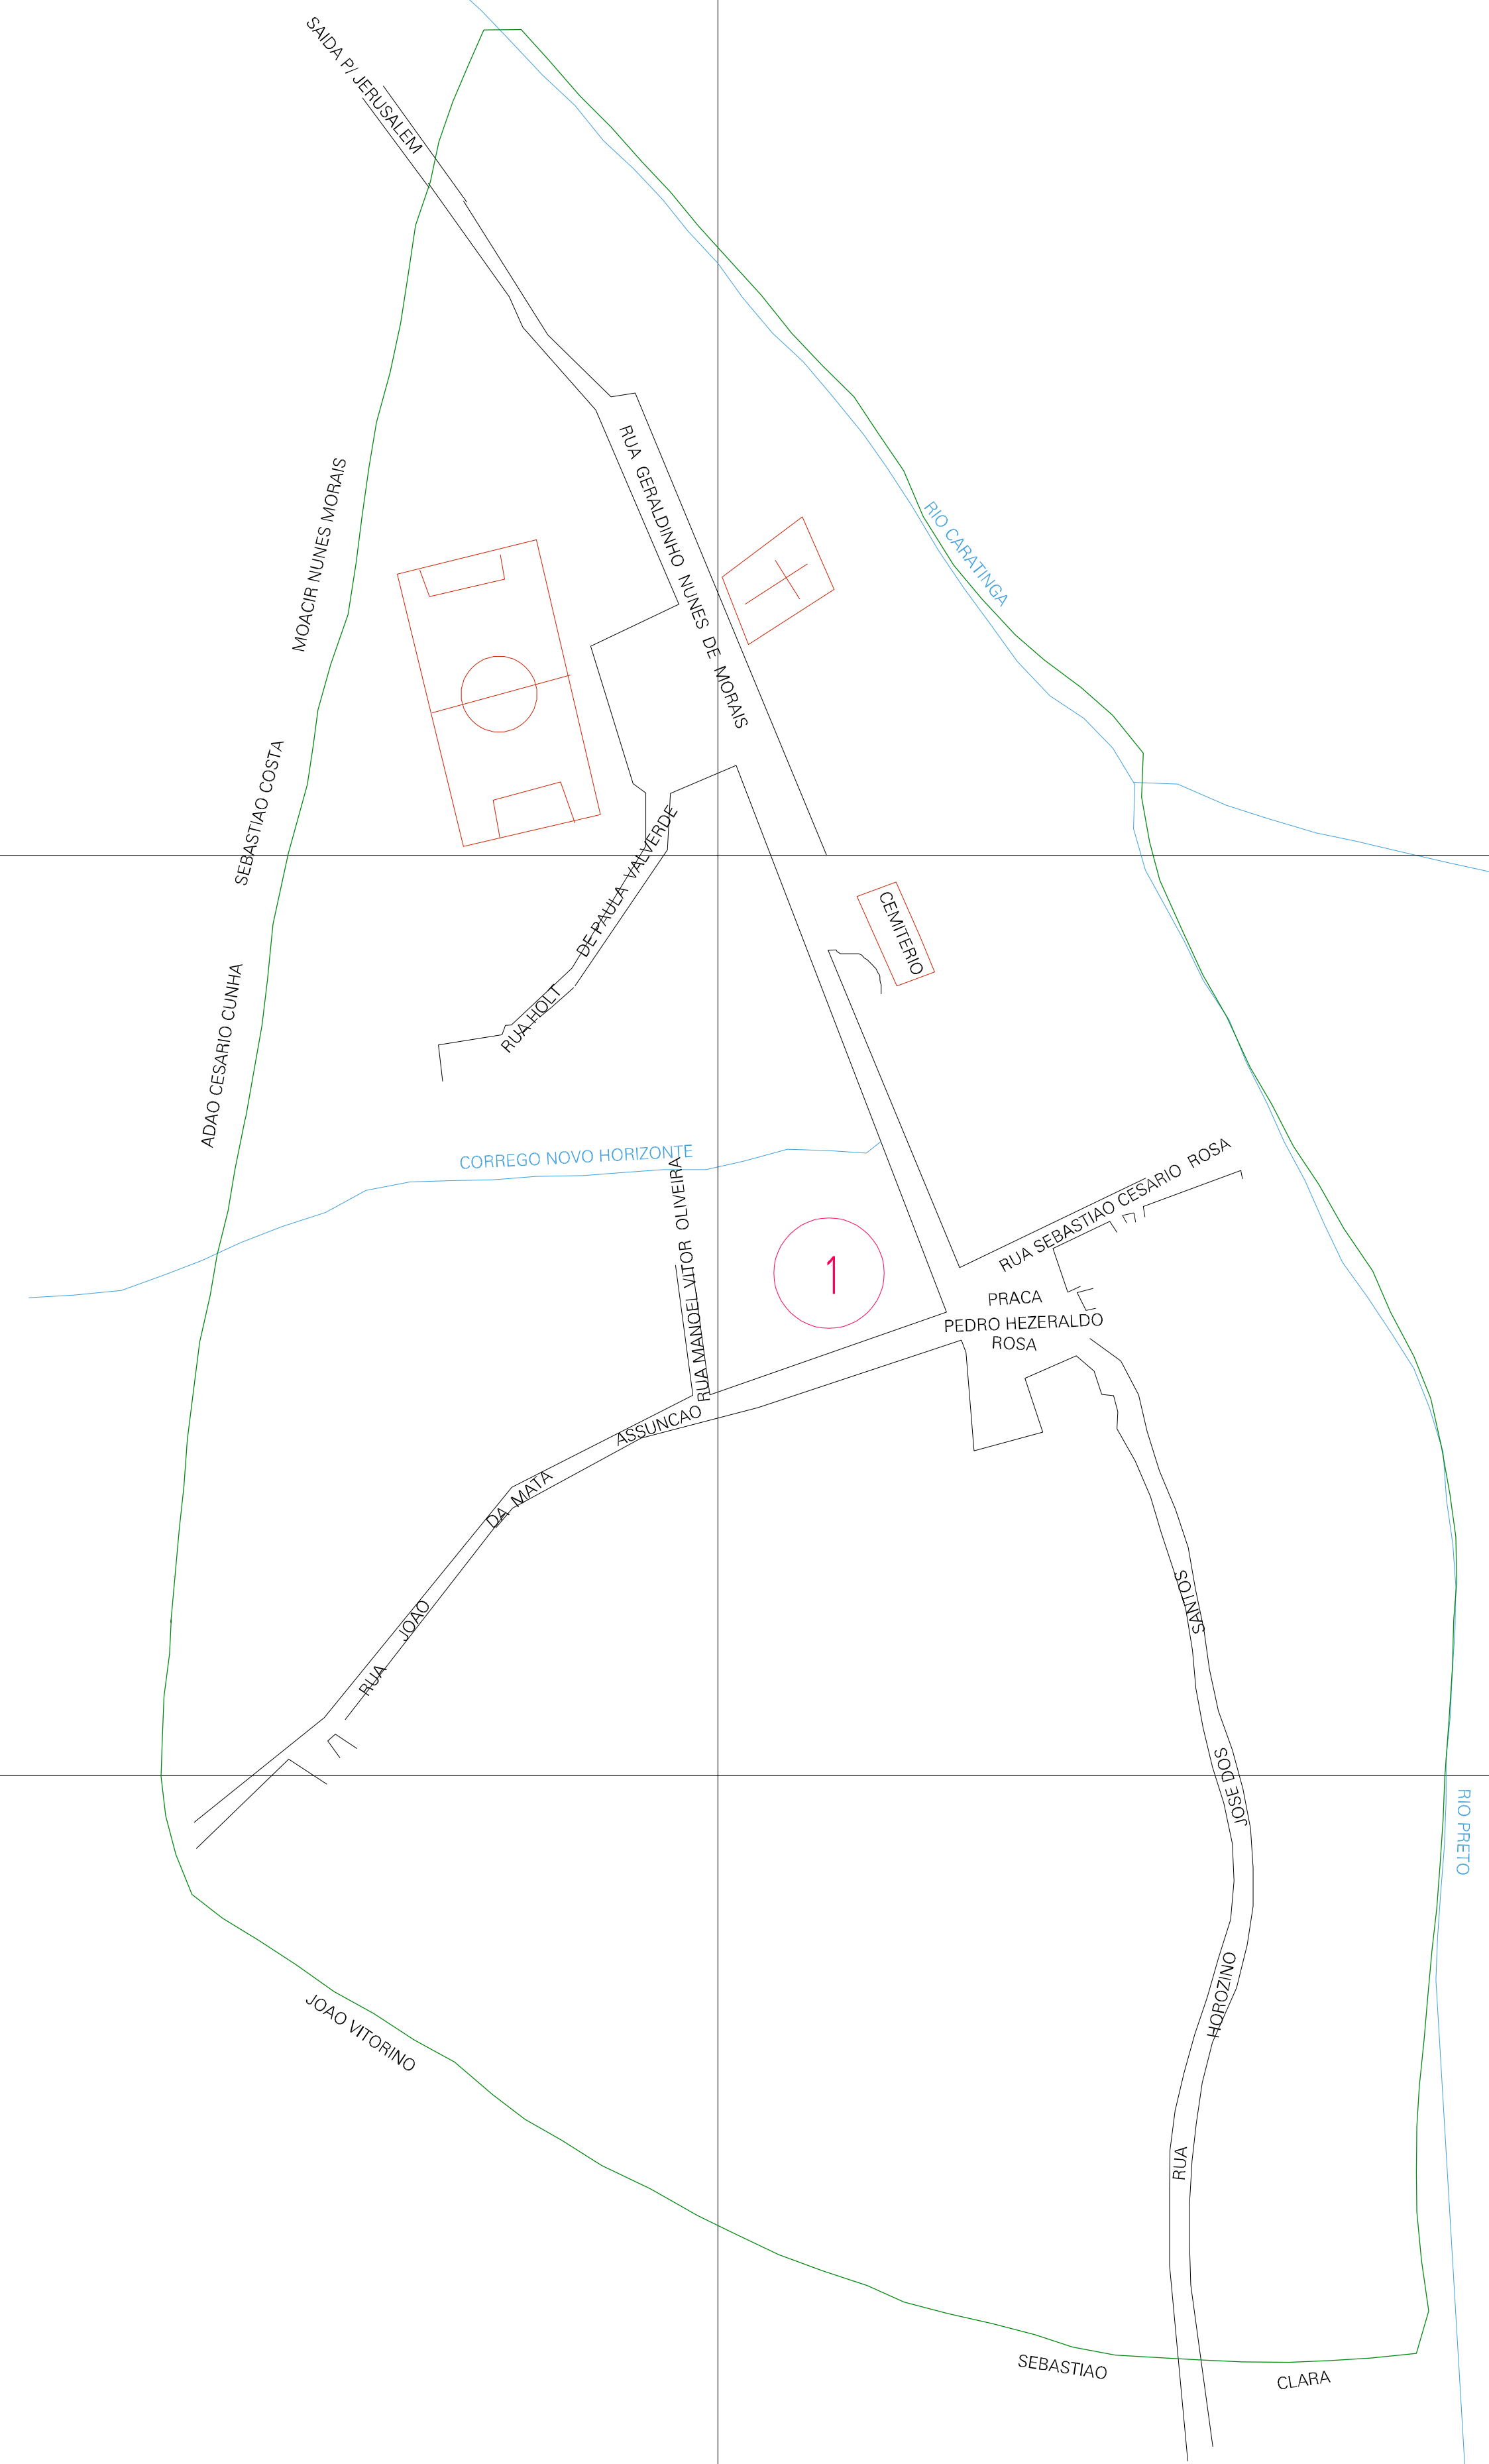 SAIDA P/ JERUSALEM
RUA GERALDINHO NUNES DE MORAIS
MOACIR NUNES MORAIS
RIO CARATINGA
SEBASTIAO COSTA
RUA HOLT DE PAULA VALVERDE
CEMITERIO
ADAO CESARIO CUNHA
CORREGO NOVO HORIZONTE
RUA MANOEL VITOR OLIVEIRA
RUA SEBASTIAO CESARIO ROSA
1
PRACA
PEDRO HEZERALDO
ROSA
RUA JOAO DA MATA ASSUNCAO
RUA HOROZINO JOSE DOS SANTOS
RIO PRETO
JOAO VITORINO
SEBASTIAO CLARA